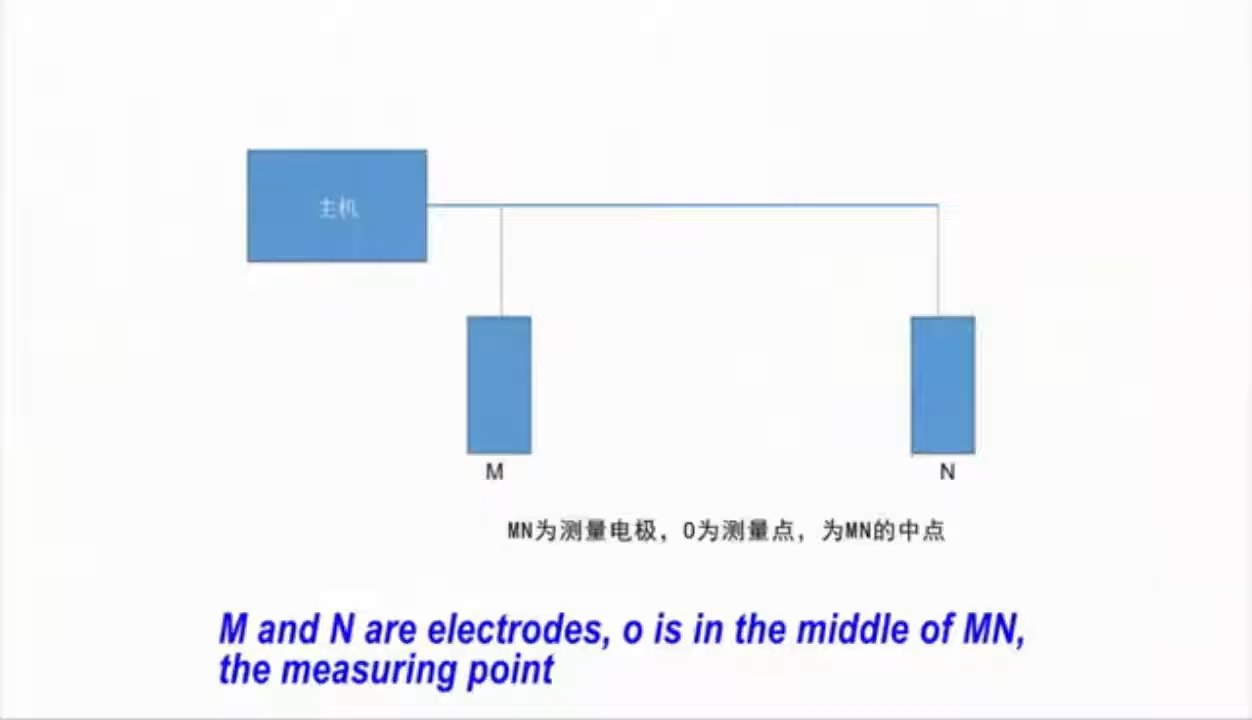 主机
M
N
MN为测量电极，O为测量点，为MN的中点
M and N are electrodes, o is in the middle of MN,
the measuring point